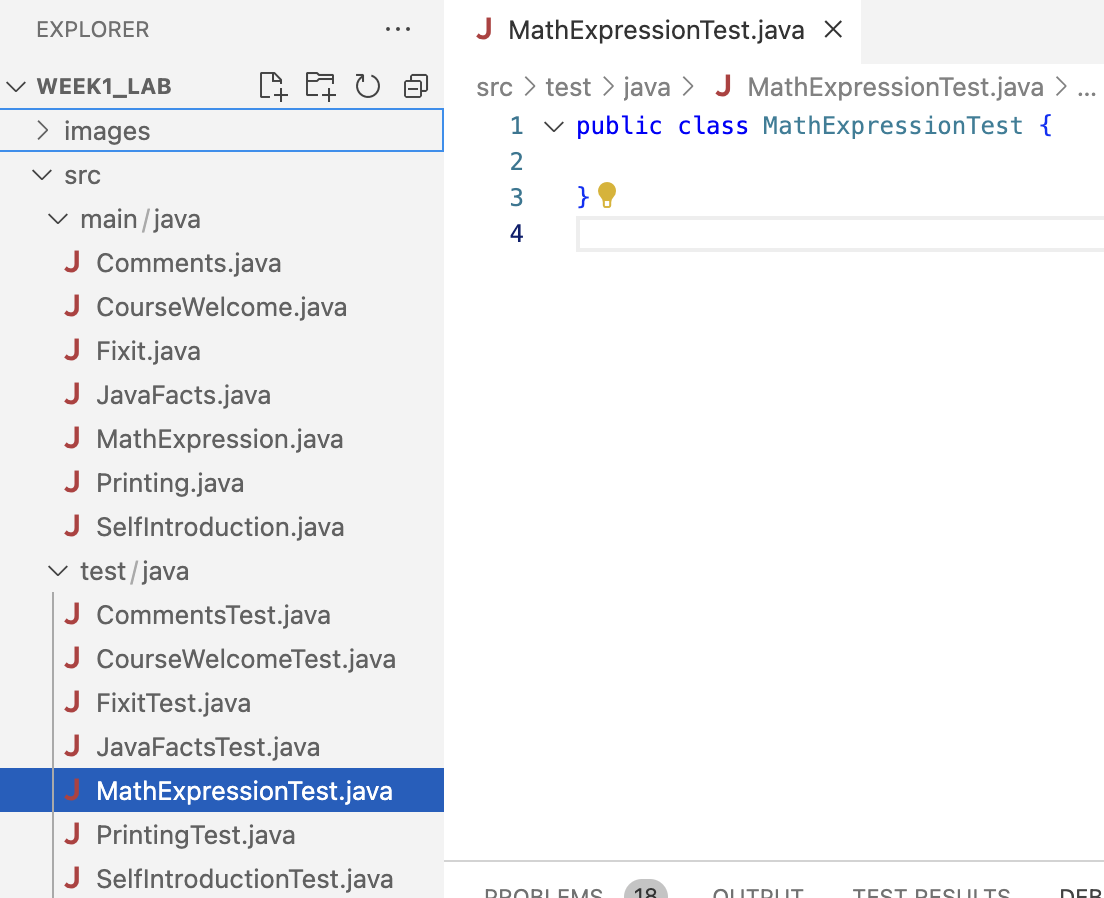 EXPLORER
WEEK1_LAB
images
src
main/java
J Comments.java
J CourseWelcome.java
J Fixit.java
J JavaFacts.java
J MathExpression.java
J Printing.java
J SelfIntroduction.java
test/java
J CommentsTest.java
J CourseWelcomeTest.java
J FixitTest.java
J JavaFactsTest.java
J MathExpressionTest.java
J PrintingTest.java
J SelfIntroductionTest.java
J MathExpressionTest.java
src > test > java > J MathExpressionTest.java > ...
1 public class MathExpressionTest {
2
3 }
4
PROBLEMS 18 OUTPUT TEST RESULTS DEB